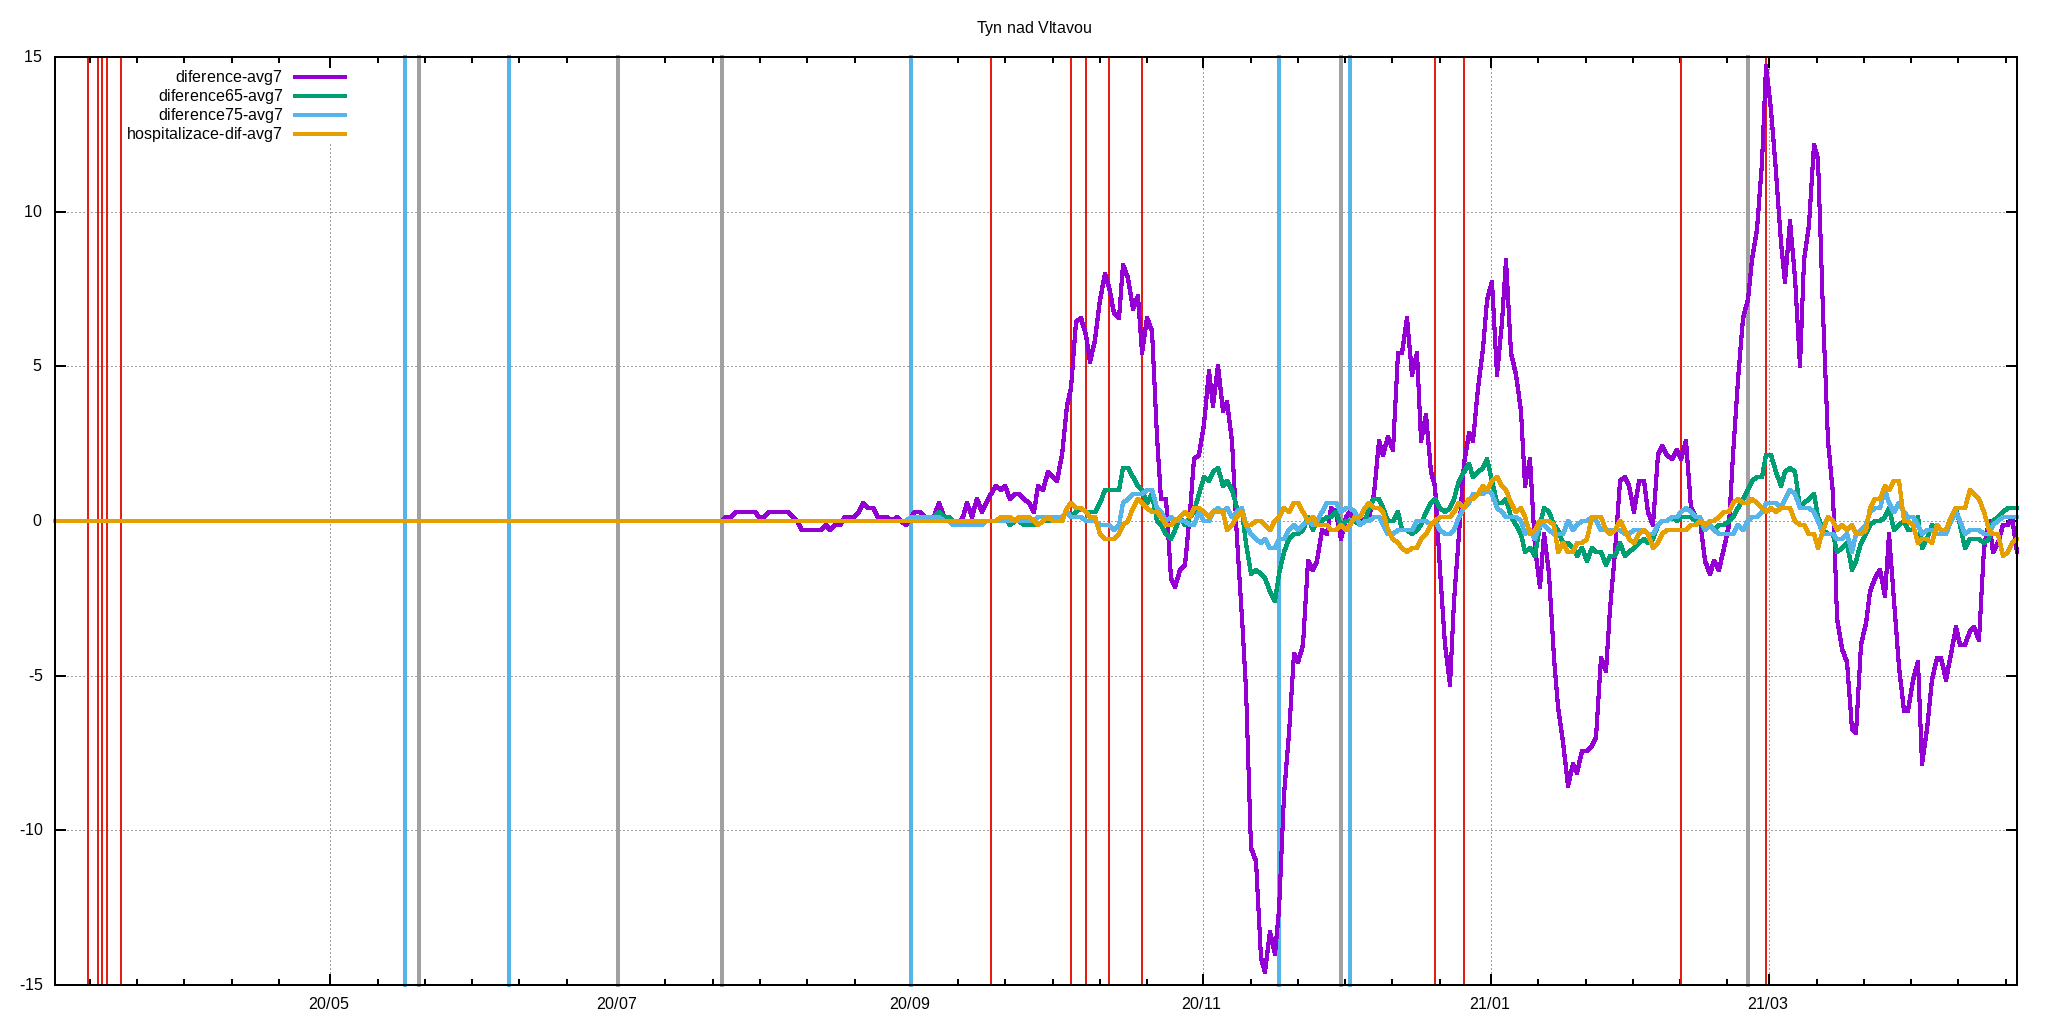 Tyn nad Vltavou
15
diference-avg7
diference65-avg7
diference75-avg7
hospitalizace-dif-avg7
10
5
0
-5
-10
-15
20/05 20/07 20/09 20/11 21/01 21/03